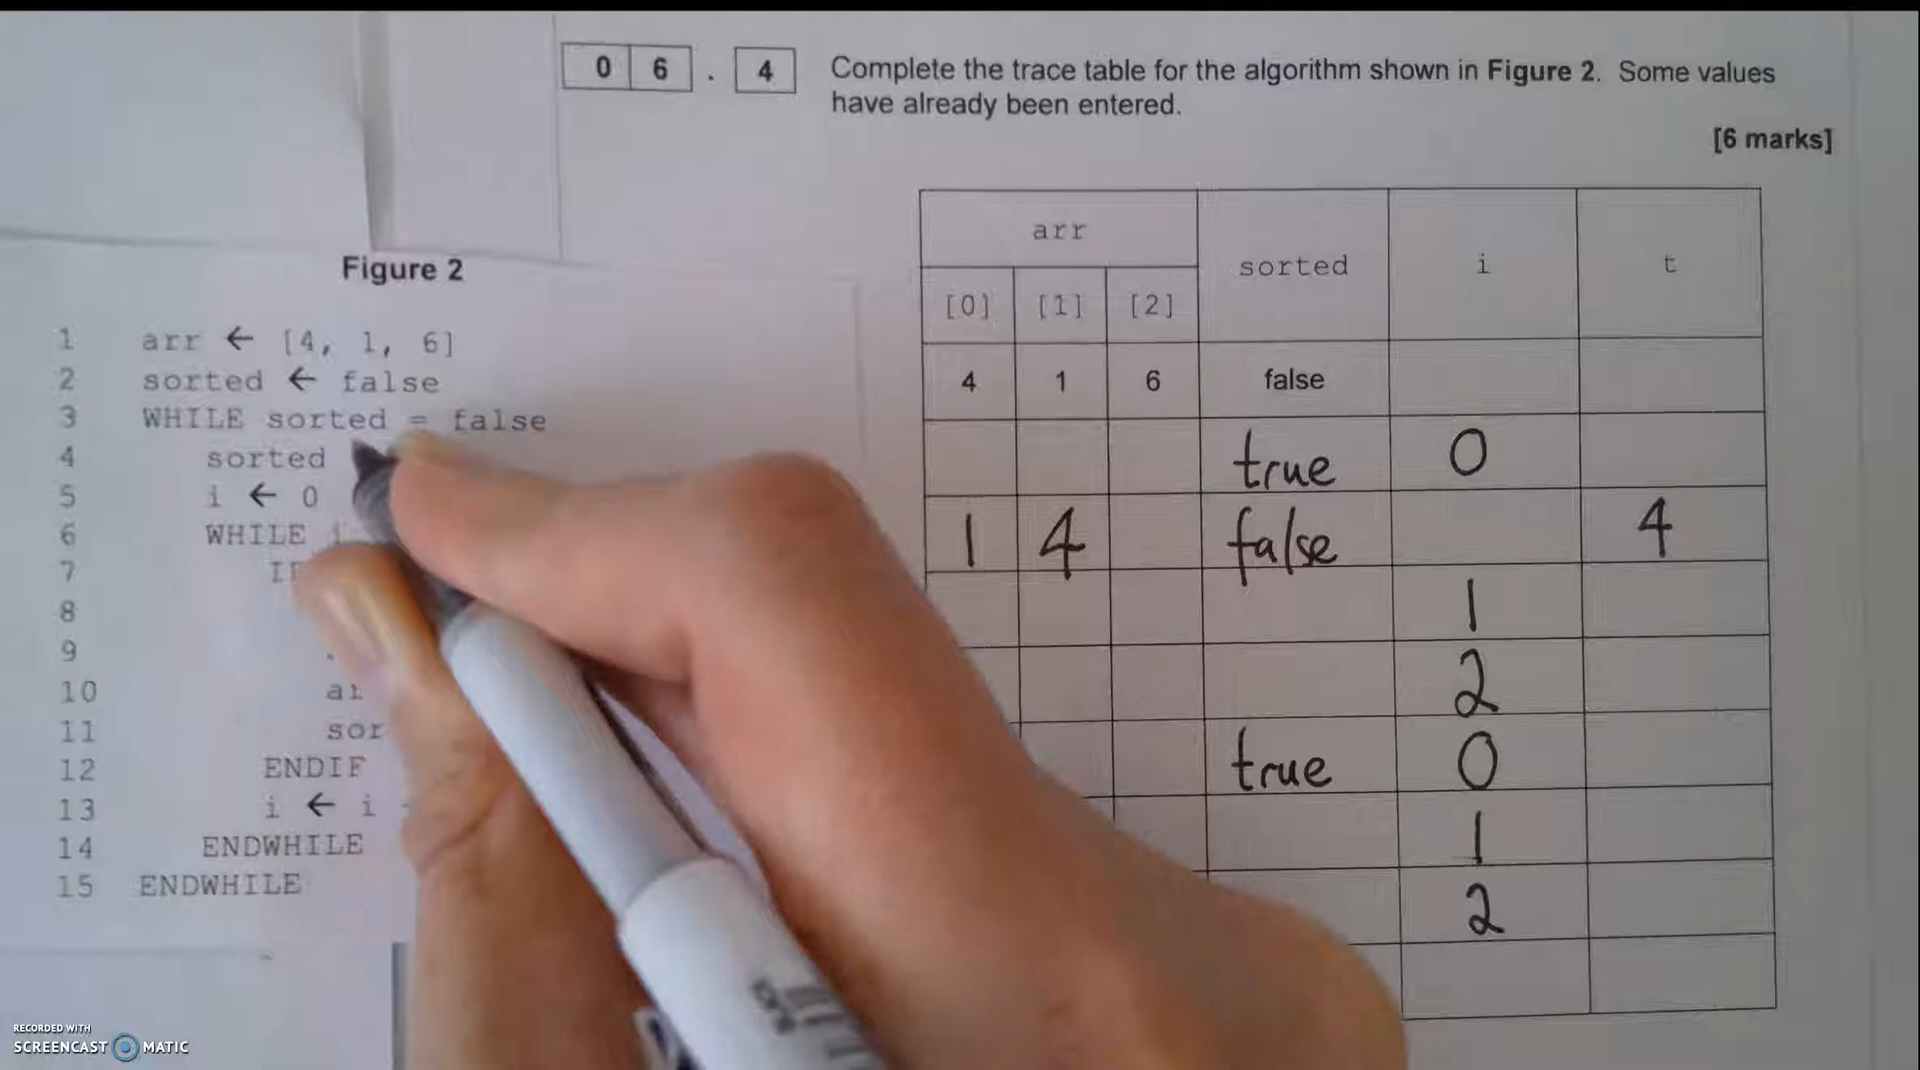 0 6 . 4 Complete the trace table for the algorithm shown in Figure 2. Some values
have already been entered.
[6 marks]
Figure 2
1 arr ← [4, 1, 6]
2 sorted ← false
3 WHILE sorted = false
4 sorted
5 i ← 0
6 WHILE i
7 IF
8
9
10 ar
11 sor
12 ENDIF
13 i ← i
14 ENDWHILE
15 ENDWHILE
arr sorted i t
[0] [1] [2]
4 1 6 false
true 0
1 4 false 4
1
2
true 0
1
2
RECORDED WITH
SCREENCAST MATIC